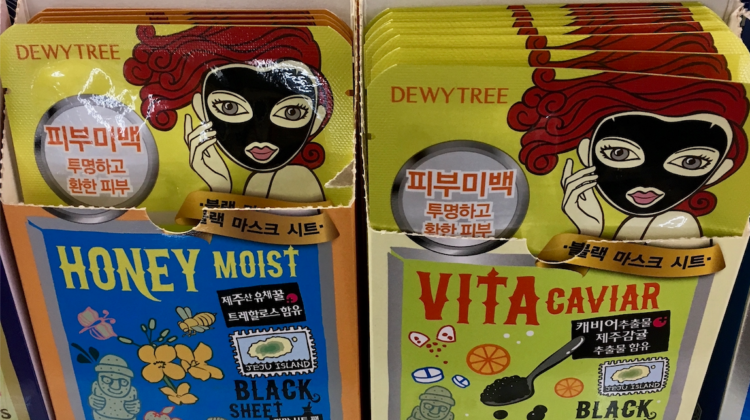 DEWYTREE
피부미백
투명하고
환한 피부
블랙 마스크 시트
HONEY MOIST
제주산 유채꿀
트레할로스 함유
JEJU ISLAND
BLACK
SHEET
DEWYTREE
피부미백
투명하고
환한 피부
·블랙 마스크 시트·
VITA CAVIAR
캐비어추출물
제주감귤
추출물 함유
JEJU ISLAND
BLACK